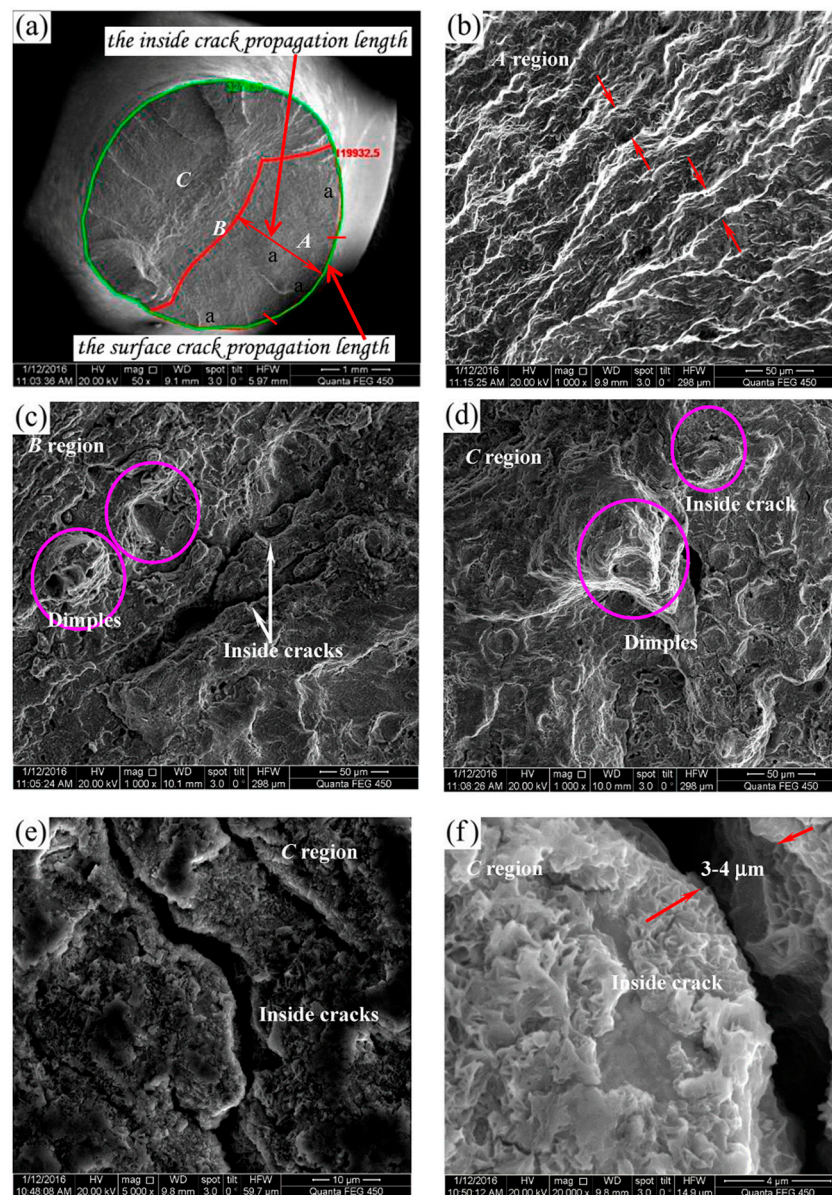 (a)
the inside crack propagation length
119932.5
C
a
B
A
a
a
a
the surface crack propagation length
1/12/2016 HV mag □ WD spot tilt HFW 1 mm
11:03:36 AM 20.00 kV 50 x 9.1 mm 3.0 0° 5.97 mm Quanta FEG 450
(b)
A region
1/12/2016 HV mag □ WD spot tilt HFW 50 µm
11:15:25 AM 20.00 kV 1 000 x 9.9 mm 3.0 0° 298 µm Quanta FEG 450
(c)
B region
Dimples
Inside cracks
1/12/2016 HV mag □ WD spot tilt HFW 50 µm
11:05:24 AM 20.00 kV 1 000 x 10.1 mm 3.0 0° 298 µm Quanta FEG 450
(d)
C region
Inside crack
Dimples
1/12/2016 HV mag □ WD spot tilt HFW 50 µm
11:08:26 AM 20.00 kV 1 000 x 10.0 mm 3.0 0° 298 µm Quanta FEG 450
(e)
C region
Inside cracks
1/12/2016 HV mag □ WD spot tilt HFW 10 µm
10:48:08 AM 20.00 kV 5 000 x 9.8 mm 3.0 0° 59.7 µm Quanta FEG 450
(f)
3-4 µm
C region
Inside crack
1/12/2016 HV mag □ WD spot tilt HFW 4 µm
10:50:12 AM 20.00 kV 20 000 x 9.8 mm 3.0 0° 14.9 µm Quanta FEG 450